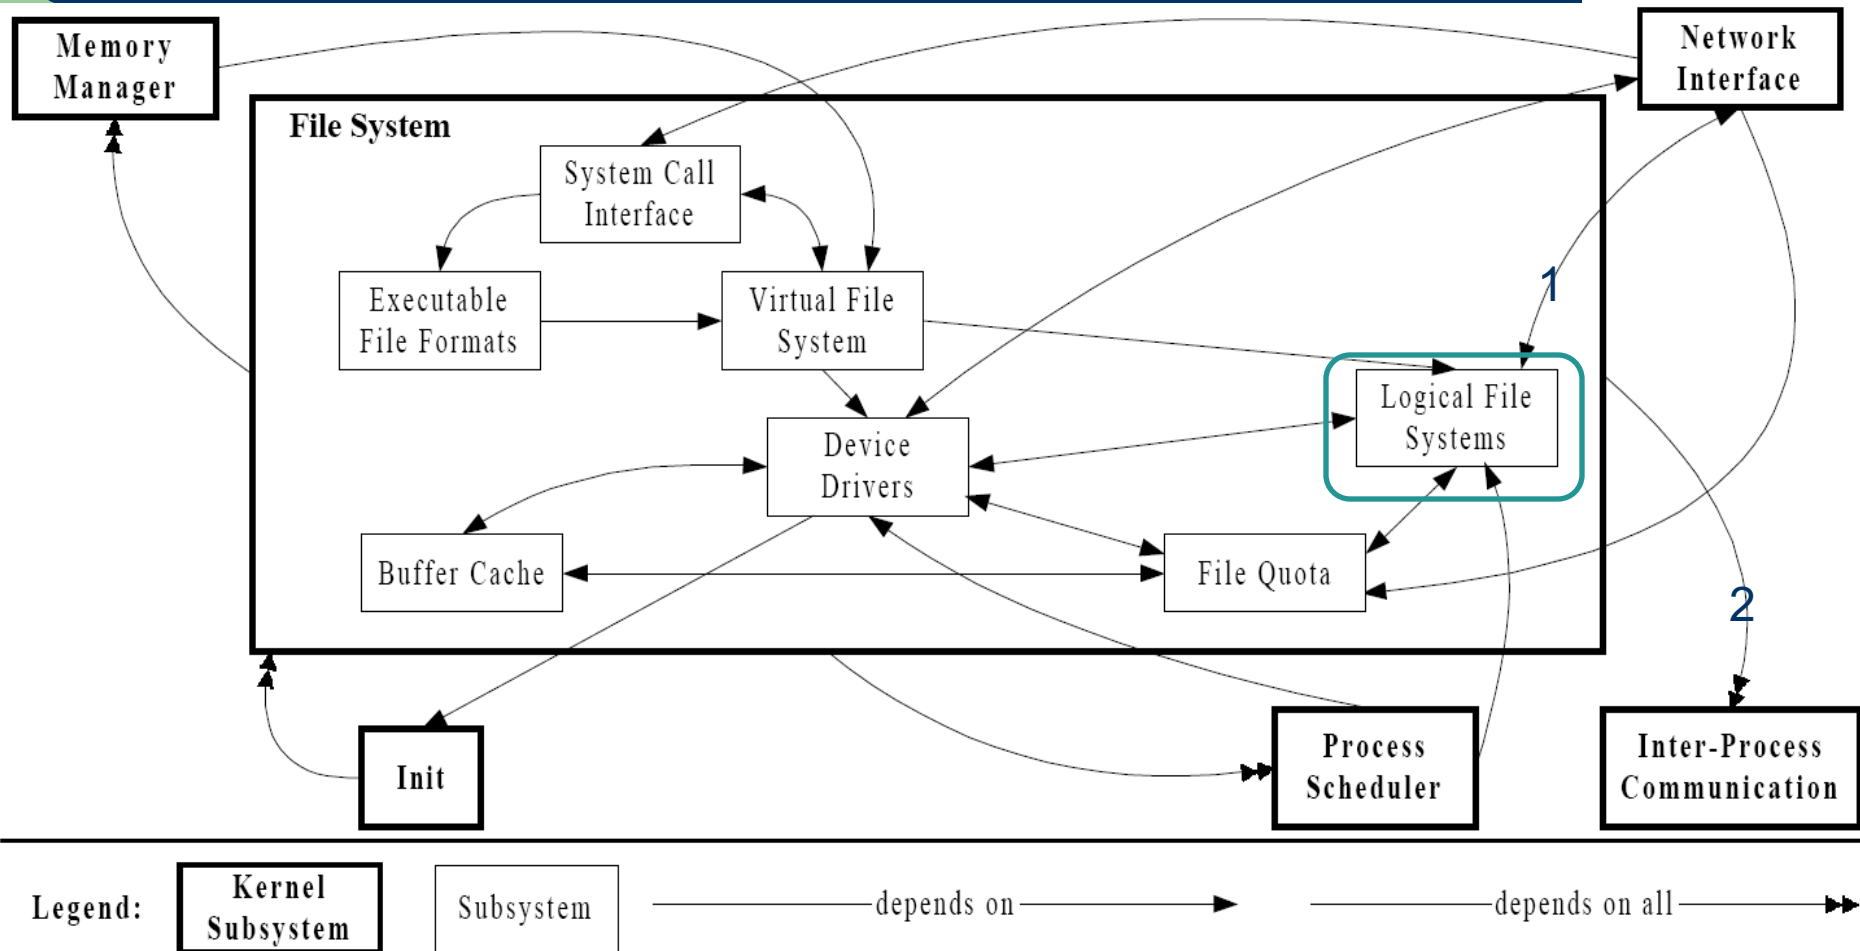 Memory
Manager
Network
Interface
File System
System Call
Interface
Executable
File Formats
Virtual File
System
1
Logical File
Systems
Device
Drivers
Buffer Cache
File Quota
2
Init
Process
Scheduler
Inter-Process
Communication
Legend:
Kernel
Subsystem
Subsystem
depends on
depends on all